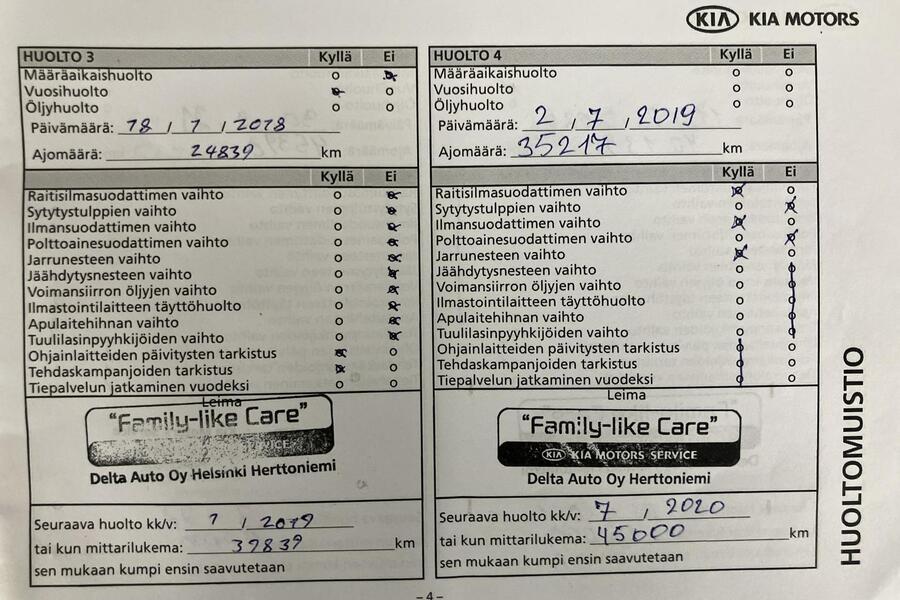 KIA KIA MOTORS
HUOLTO 3 Kyllä Ei
Määräaikaishuolto
Vuosihuolto
Öljyhuolto
Päivämäärä: 18 / 7 / 2018
Ajomäärä: 24839 km
Kyllä Ei
Raitisilmasuodattimen vaihto
Sytytystulppien vaihto
Ilmansuodattimen vaihto
Polttoainesuodattimen vaihto
Jarrunesteen vaihto
Jäähdytysnesteen vaihto
Voimansiirron öljyjen vaihto
Ilmastointilaitteen täyttöhuolto
Apulaitehihnan vaihto
Tuulilasinpyyhkijöiden vaihto
Ohjainlaitteiden päivitysten tarkistus
Tehdaskampanjoiden tarkistus
Tiepalvelun jatkaminen vuodeksi
Leima
"Family-like Care"
SERVICE
Delta Auto Oy Helsinki Herttoniemi
Seuraava huolto kk/v: 7 / 2019
tai kun mittarilukema: 39839 km
sen mukaan kumpi ensin saavutetaan
HUOLTO 4 Kyllä Ei
Määräaikaishuolto
Vuosihuolto
Öljyhuolto
Päivämäärä: 2 / 7 / 2019
Ajomäärä: 35217 km
Kyllä Ei
Raitisilmasuodattimen vaihto
Sytytystulppien vaihto
Ilmansuodattimen vaihto
Polttoainesuodattimen vaihto
Jarrunesteen vaihto
Jäähdytysnesteen vaihto
Voimansiirron öljyjen vaihto
Ilmastointilaitteen täyttöhuolto
Apulaitehihnan vaihto
Tuulilasinpyyhkijöiden vaihto
Ohjainlaitteiden päivitysten tarkistus
Tehdaskampanjoiden tarkistus
Tiepalvelun jatkaminen vuodeksi
Leima
"Family-like Care"
KIA KIA MOTORS SERVICE
Delta Auto Oy Herttoniemi
Seuraava huolto kk/v: 7 / 2020
tai kun mittarilukema: 45000 km
sen mukaan kumpi ensin saavutetaan
HUOLTOMUISTIO
– 4 –